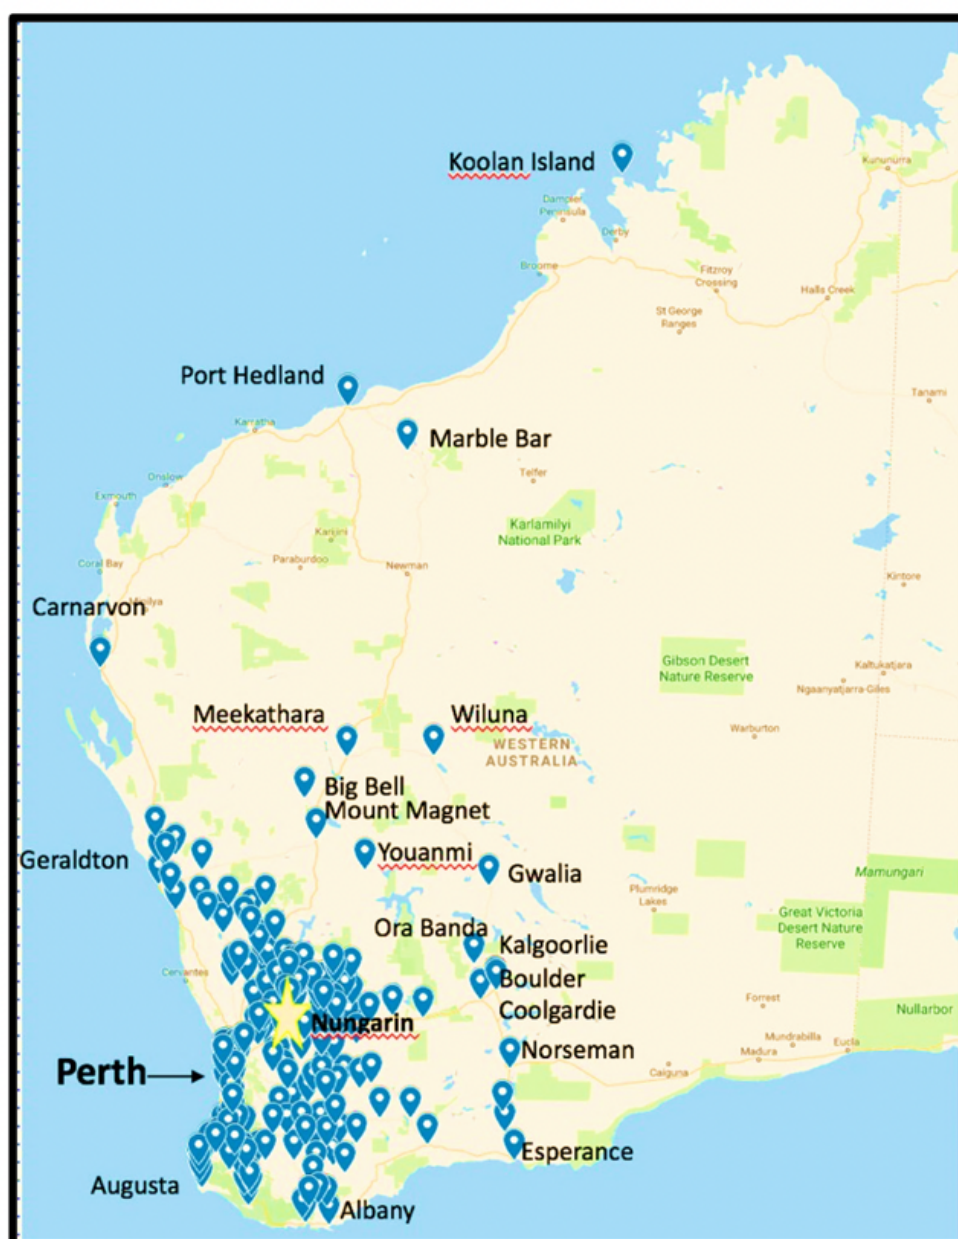 Koolan Island
Kununurra
Dampier
Peninsula
Derby
Broome
Fitzroy
Crossing
Halls Creek
St George
Ranges
Port Hedland
Tanami
Karratha
Marble Bar
Telfer
Onslow
Exmouth
Karlamilyi
National Park
Karijini
Paraburdoo
Newman
Coral Bay
Kintore
Carnarvon
Gibson Desert
Nature Reserve
Kaltukatjara
Ngaanyatjarra-Giles
Meekathara
Wiluna
Warburton
WESTERN
AUSTRALIA
Big Bell
Mount Magnet
Geraldton
Youanmi
Gwalia
Mamungari
Plumridge
Lakes
Great Victoria
Desert Nature
Reserve
Ora Banda
Kalgoorlie
Cervantes
Boulder
Coolgardie
Forrest
Nullarbor
Nungarin
Mundrabilla
Eucla
Madura
Norseman
Caiguna
Perth
Esperance
Augusta
Albany